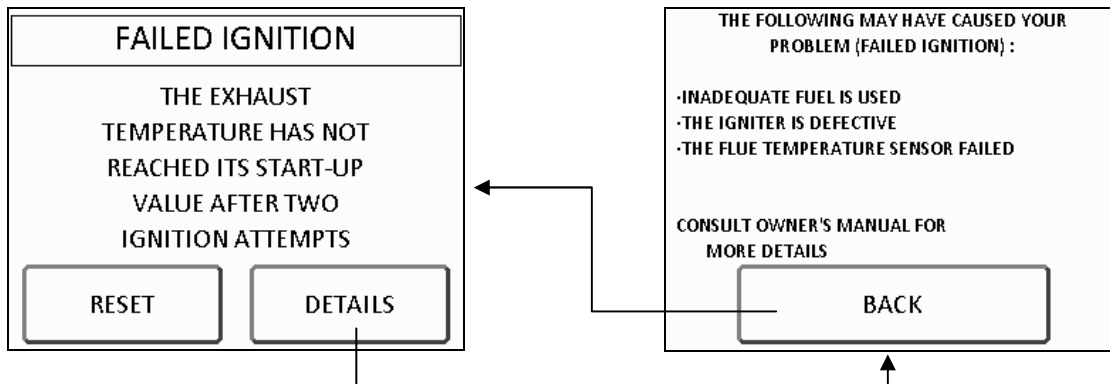 FAILED IGNITION
THE EXHAUST
TEMPERATURE HAS NOT
REACHED ITS START-UP
VALUE AFTER TWO
IGNITION ATTEMPTS
RESET
DETAILS
THE FOLLOWING MAY HAVE CAUSED YOUR
PROBLEM (FAILED IGNITION) :
·INADEQUATE FUEL IS USED
·THE IGNITER IS DEFECTIVE
·THE FLUE TEMPERATURE SENSOR FAILED
CONSULT OWNER'S MANUAL FOR
MORE DETAILS
BACK